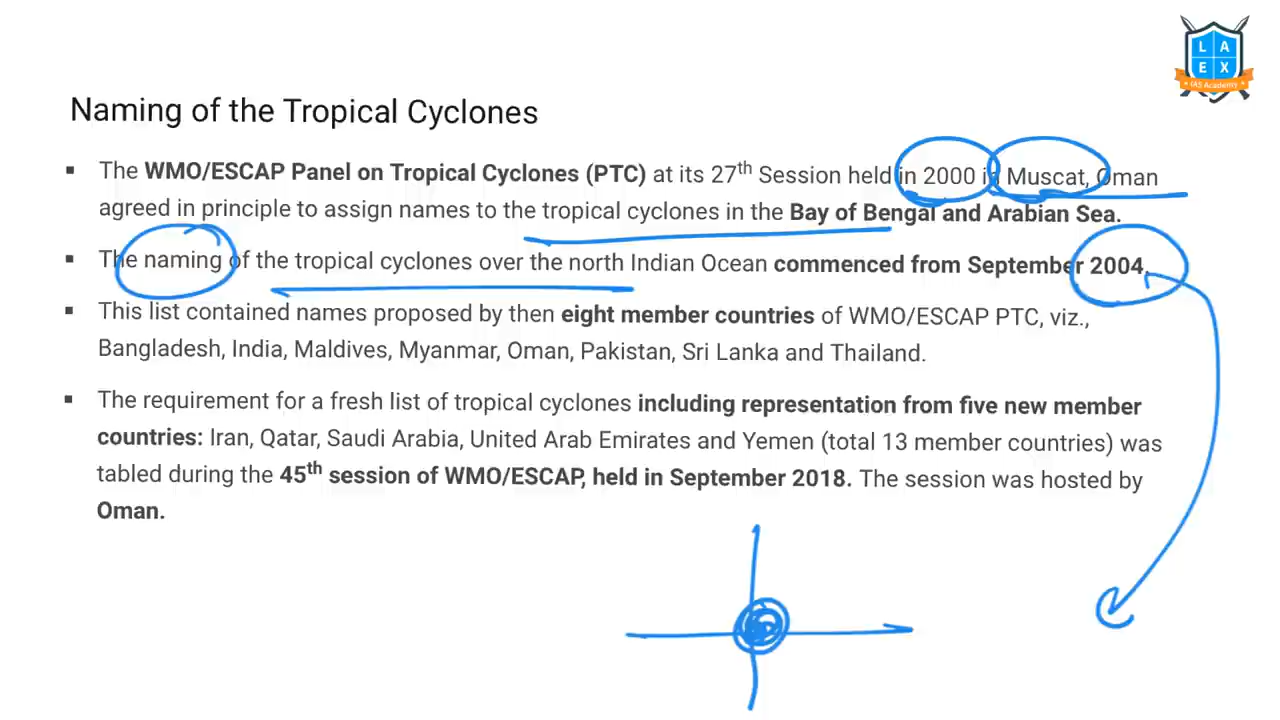 L A
E X
IAS Academy
Naming of the Tropical Cyclones
▪ The WMO/ESCAP Panel on Tropical Cyclones (PTC) at its 27th Session held in 2000 in Muscat, Oman
agreed in principle to assign names to the tropical cyclones in the Bay of Bengal and Arabian Sea.
▪ The naming of the tropical cyclones over the north Indian Ocean commenced from September 2004.
▪ This list contained names proposed by then eight member countries of WMO/ESCAP PTC, viz.,
Bangladesh, India, Maldives, Myanmar, Oman, Pakistan, Sri Lanka and Thailand.
▪ The requirement for a fresh list of tropical cyclones including representation from five new member
countries: Iran, Qatar, Saudi Arabia, United Arab Emirates and Yemen (total 13 member countries) was
tabled during the 45th session of WMO/ESCAP, held in September 2018. The session was hosted by
Oman.